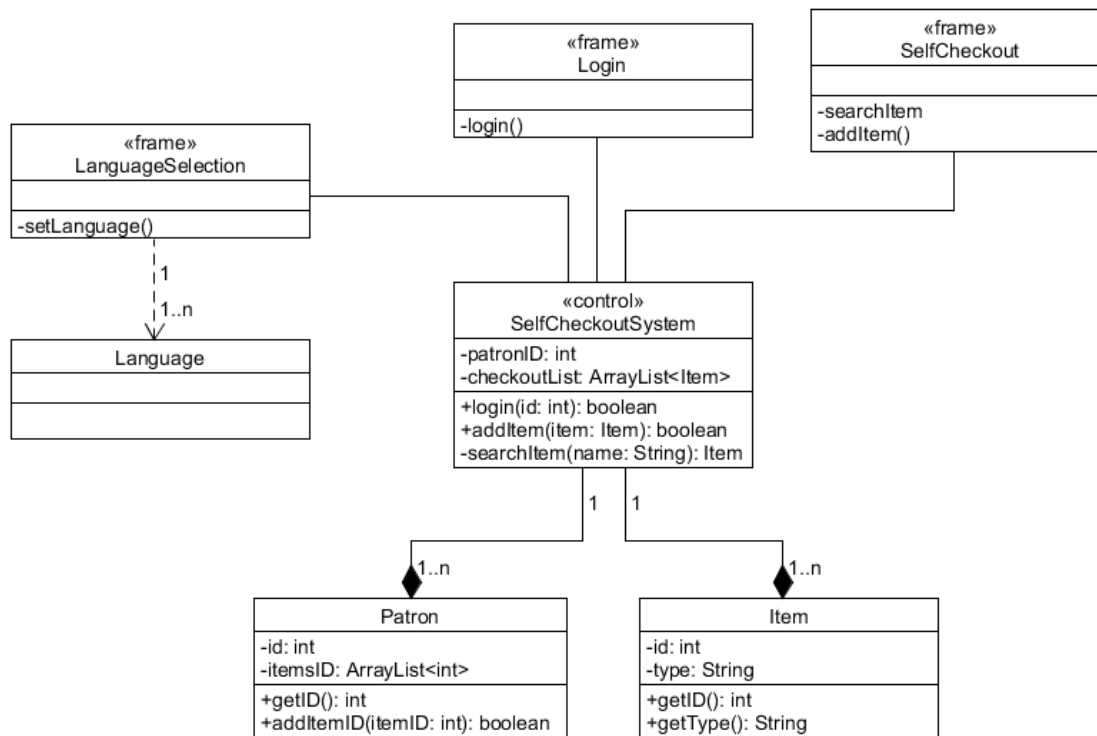 «frame»
SelfCheckout
-searchItem
-addItem()
«frame»
Login
-login()
«frame»
LanguageSelection
-setLanguage()
1
1..n
Language
«control»
SelfCheckoutSystem
-patronID: int
-checkoutList: ArrayList<Item>
+login(id: int): boolean
+addItem(item: Item): boolean
-searchItem(name: String): Item
1
1
1..n
1..n
Patron
-id: int
-itemsID: ArrayList<int>
+getID(): int
+addItemID(itemID: int): boolean
Item
-id: int
-type: String
+getID(): int
+getType(): String